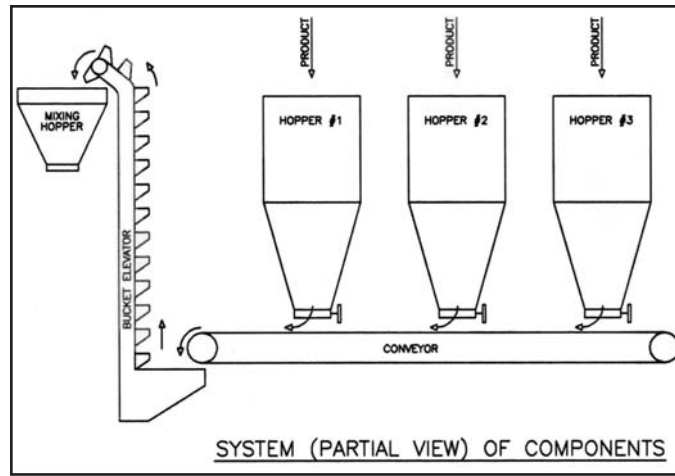 PRODUCT
PRODUCT
PRODUCT
MIXING
HOPPER
HOPPER #1
HOPPER #2
HOPPER #3
BUCKET ELEVATOR
CONVEYOR
SYSTEM (PARTIAL VIEW) OF COMPONENTS